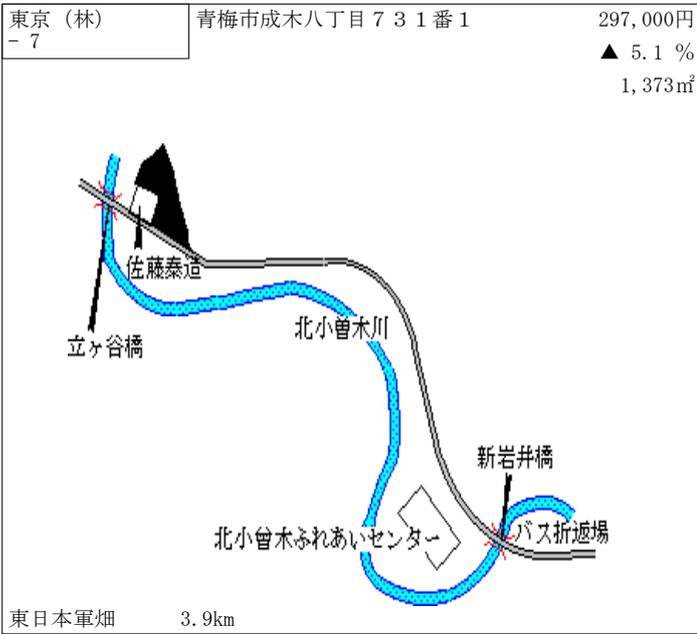 東京（林） 青梅市成木八丁目７３１番１ 297,000円
－７ ▲ 5.1 %
1,373㎡
佐藤泰造
北小曽木川
立ヶ谷橋
新岩井橋
北小曽木ふれあいセンター バス折返場
東日本軍畑 3.9km